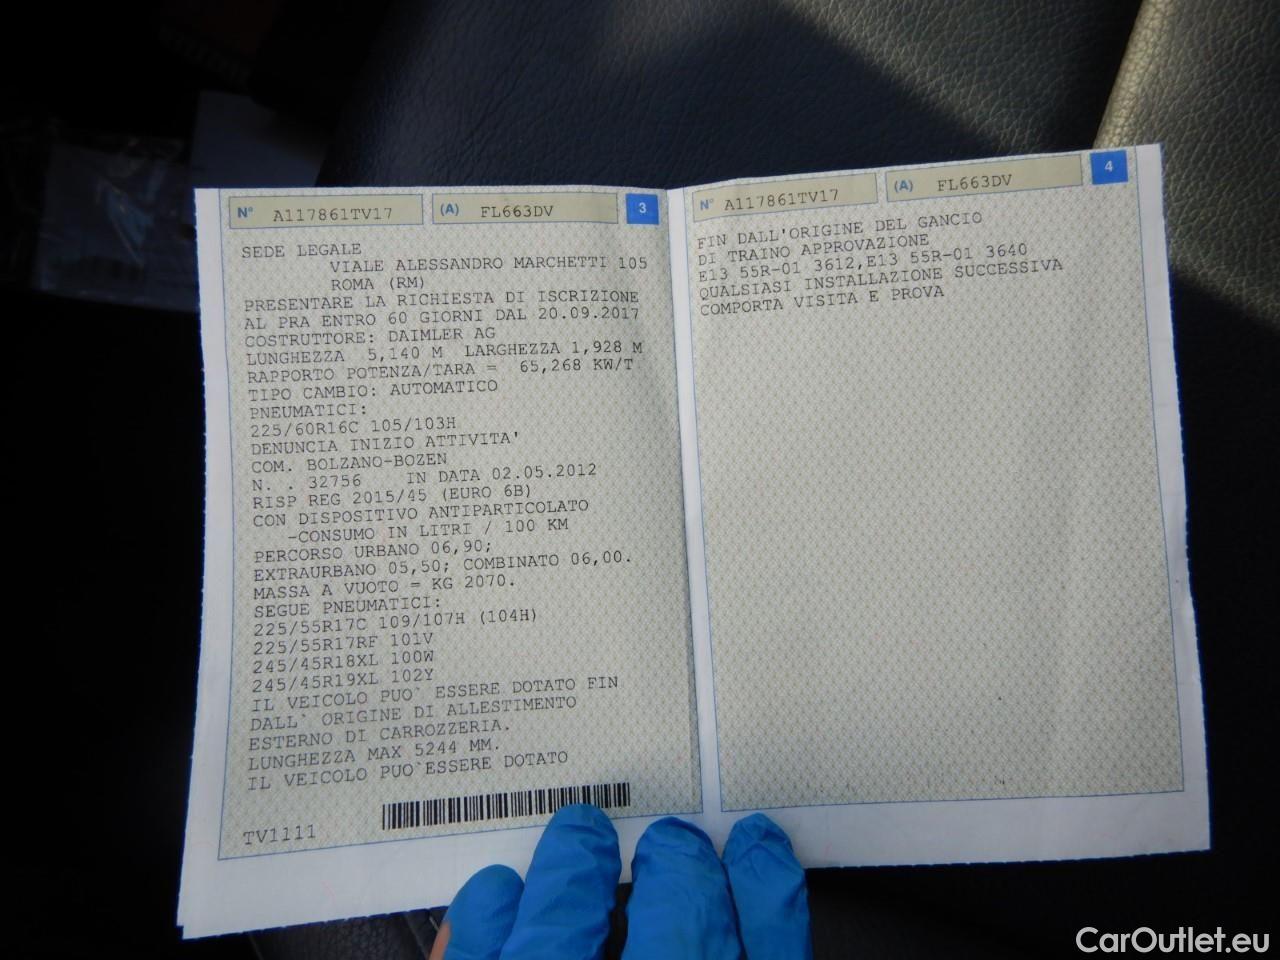 N° A117861TV17 (A) FL663DV 3
SEDE LEGALE
VIALE ALESSANDRO MARCHETTI 105
ROMA (RM)
PRESENTARE LA RICHIESTA DI ISCRIZIONE
AL PRA ENTRO 60 GIORNI DAL 20.09.2017
COSTRUTTORE: DAIMLER AG
LUNGHEZZA 5,140 M LARGHEZZA 1,928 M
RAPPORTO POTENZA/TARA = 65,268 KW/T
TIPO CAMBIO: AUTOMATICO
PNEUMATICI:
225/60R16C 105/103H
DENUNCIA INIZIO ATTIVITA'
COM. BOLZANO-BOZEN
N. . 32756 IN DATA 02.05.2012
RISP REG 2015/45 (EURO 6B)
CON DISPOSITIVO ANTIPARTICOLATO
-CONSUMO IN LITRI / 100 KM
PERCORSO URBANO 06,90;
EXTRAURBANO 05,50; COMBINATO 06,00.
MASSA A VUOTO = KG 2070.
SEGUE PNEUMATICI:
225/55R17C 109/107H (104H)
225/55R17RF 101V
245/45R18XL 100W
245/45R19XL 102Y
IL VEICOLO PUO` ESSERE DOTATO FIN
DALL` ORIGINE DI ALLESTIMENTO
ESTERNO DI CARROZZERIA.
LUNGHEZZA MAX 5244 MM.
IL VEICOLO PUO`ESSERE DOTATO
TV1111
N° A117861TV17 (A) FL663DV 4
FIN DALL'ORIGINE DEL GANCIO
DI TRAINO APPROVAZIONE
E13 55R-01 3612,E13 55R-01 3640
QUALSIASI INSTALLAZIONE SUCCESSIVA
COMPORTA VISITA E PROVA
CarOutlet.eu